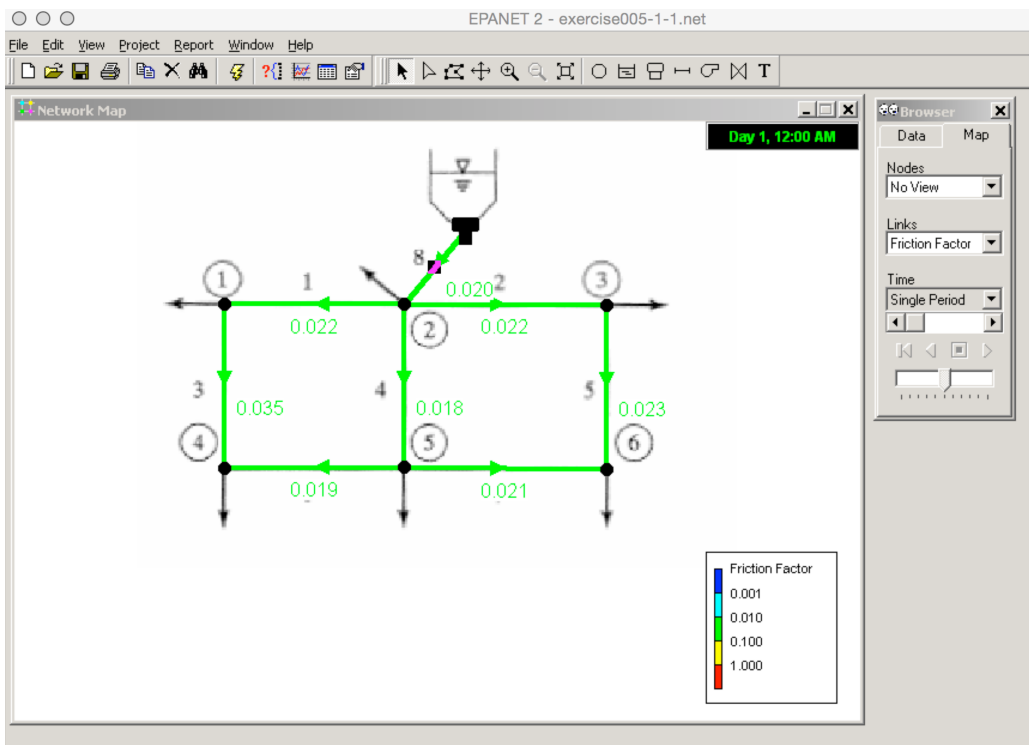 EPANET 2 - exercise005-1-1.net
File Edit View Project Report Window Help
T
Network Map
Day 1, 12:00 AM
Browser
Data Map
Nodes
No View
Links
Friction Factor
Time
Single Period
8
1 1 0.020 2 3
0.022 2 0.022
3 4 5
0.035 0.018 0.023
4 5 6
0.019 0.021
Friction Factor
0.001
0.010
0.100
1.000